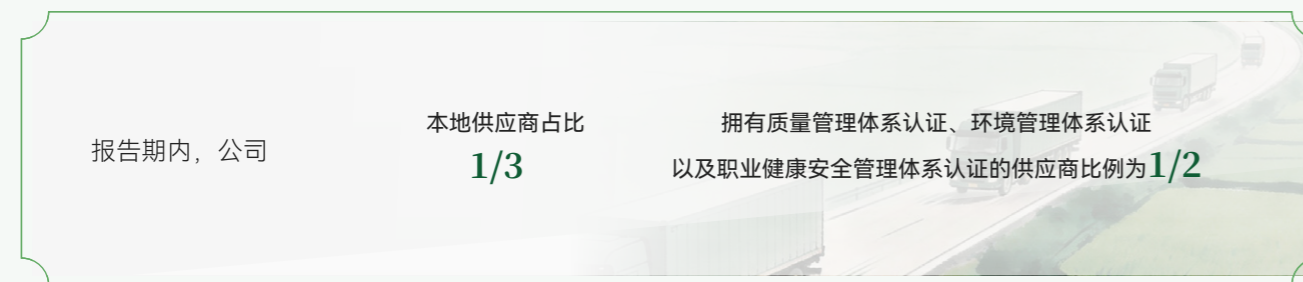 报告期内，公司
本地供应商占比
1/3
拥有质量管理体系认证、环境管理体系认证
以及职业健康安全管理体系认证的供应商比例为1/2